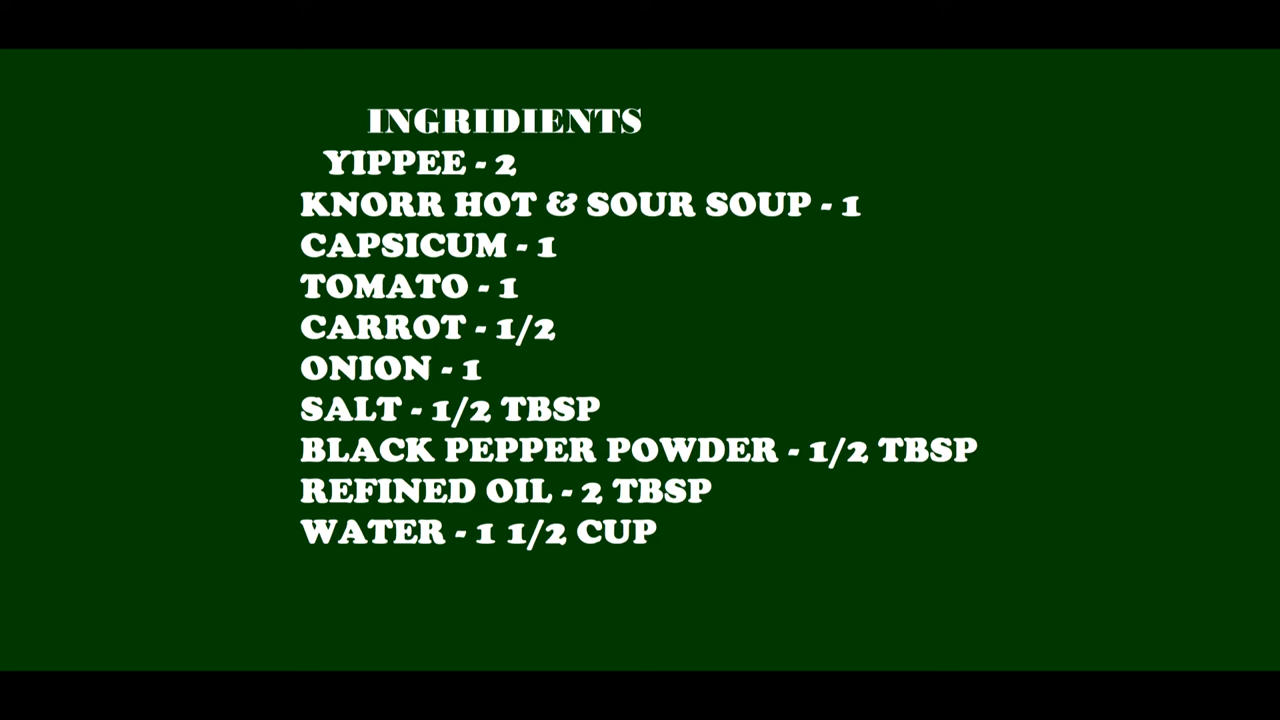 INGRIDIENTS
YIPPEE - 2
KNORR HOT & SOUR SOUP - 1
CAPSICUM - 1
TOMATO - 1
CARROT - 1/2
ONION - 1
SALT - 1/2 TBSP
BLACK PEPPER POWDER - 1/2 TBSP
REFINED OIL - 2 TBSP
WATER - 1 1/2 CUP